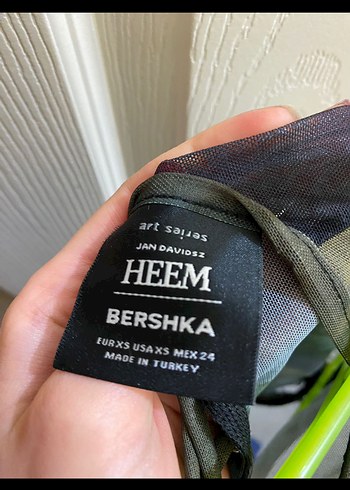 art series
JAN DAVIDSZ
HEEM
BERSHKA
EUR XS USA XS MEX 24
MADE IN TURKEY